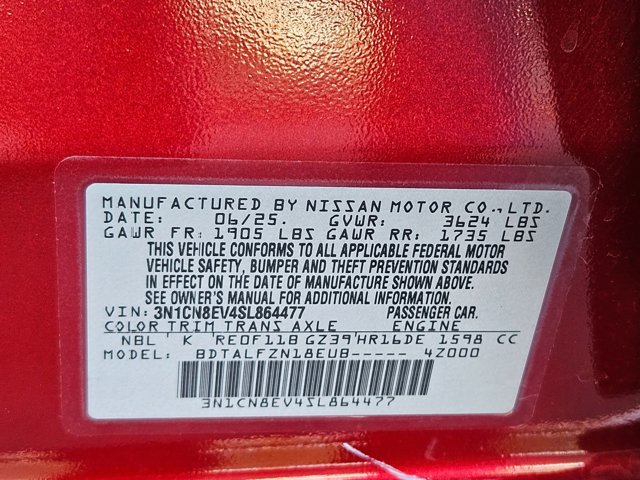 MANUFACTURED BY NISSAN MOTOR CO.,LTD.
DATE: 06/25. GVWR: 3624 LBS
GAWR FR: 1905 LBS GAWR RR: 1735 LBS
THIS VEHICLE CONFORMS TO ALL APPLICABLE FEDERAL MOTOR
VEHICLE SAFETY, BUMPER AND THEFT PREVENTION STANDARDS
IN EFFECT ON THE DATE OF MANUFACTURE SHOWN ABOVE.
SEE OWNER'S MANUAL FOR ADDITIONAL INFORMATION.
VIN: 3N1CN8EV4SL864477 PASSENGER CAR.
COLOR TRIM TRANS AXLE ENGINE
NBL ' K ' RE0F11B GZ39'HR16DE 1598 CC
MODEL: BDTALFZN18EUB----- 4Z000
3N1CN8EV4SL864477